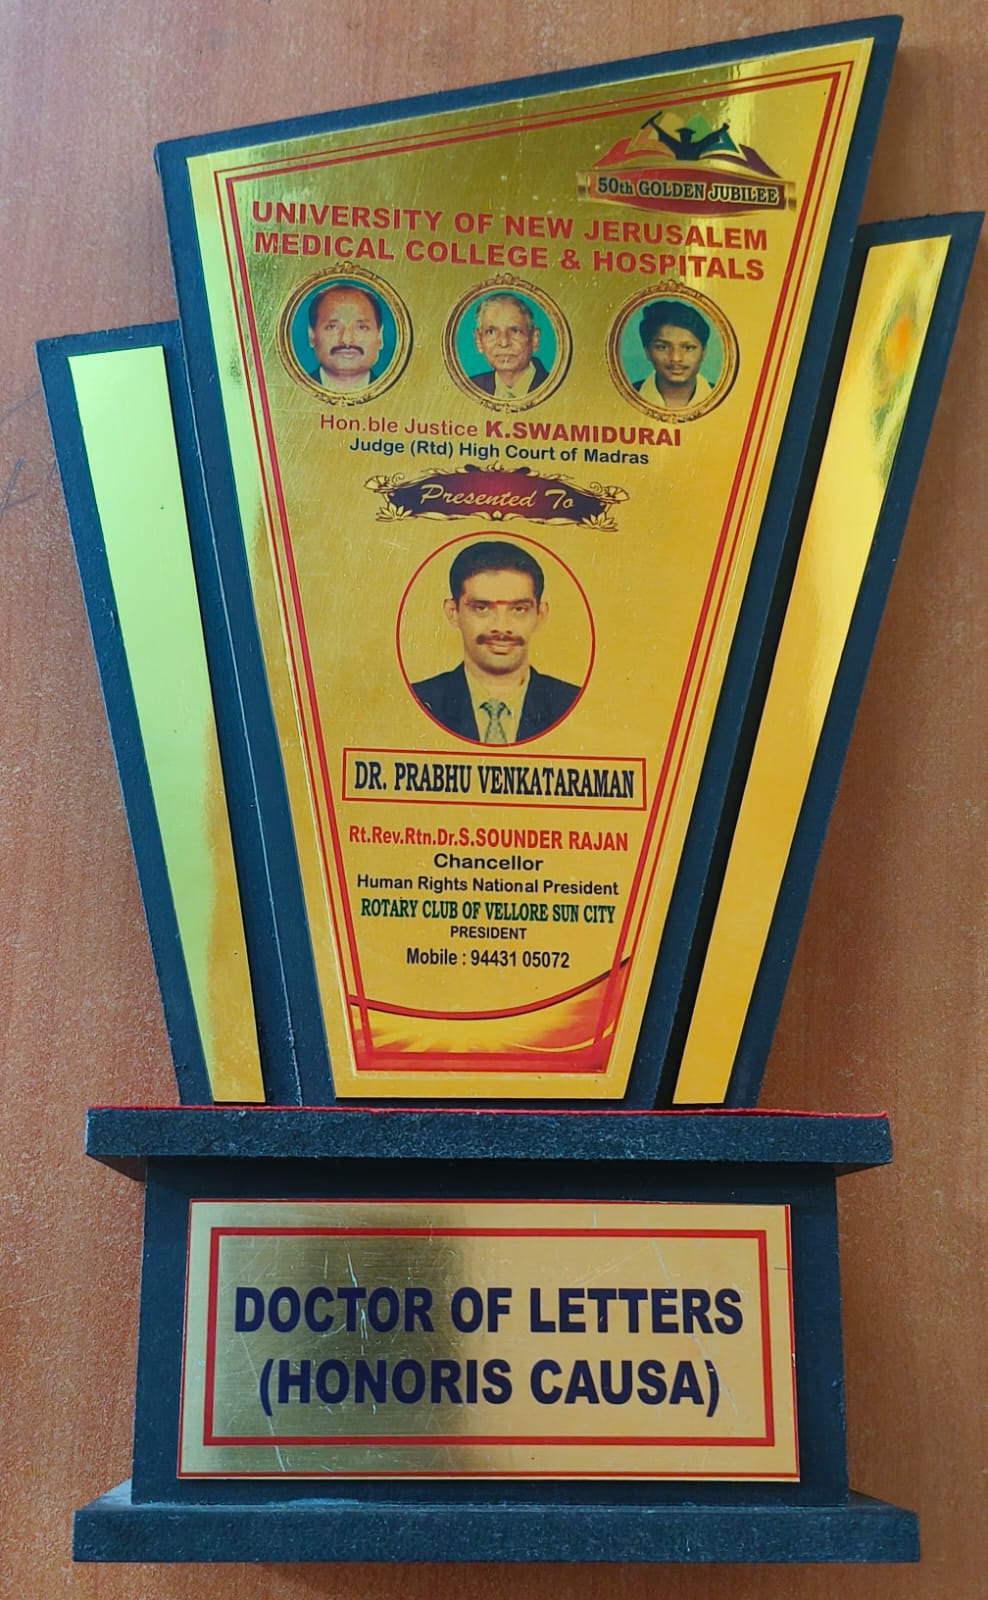 50th GOLDEN JUBILEE
UNIVERSITY OF NEW JERUSALEM
MEDICAL COLLEGE & HOSPITALS
Hon.ble Justice K.SWAMIDURAI
Judge (Rtd) High Court of Madras
Presented To
DR. PRABHU VENKATARAMAN
Rt.Rev.Rtn.Dr.S.SOUNDER RAJAN
Chancellor
Human Rights National President
ROTARY CLUB OF VELLORE SUN CITY
PRESIDENT
Mobile : 94431 05072
DOCTOR OF LETTERS
(HONORIS CAUSA)